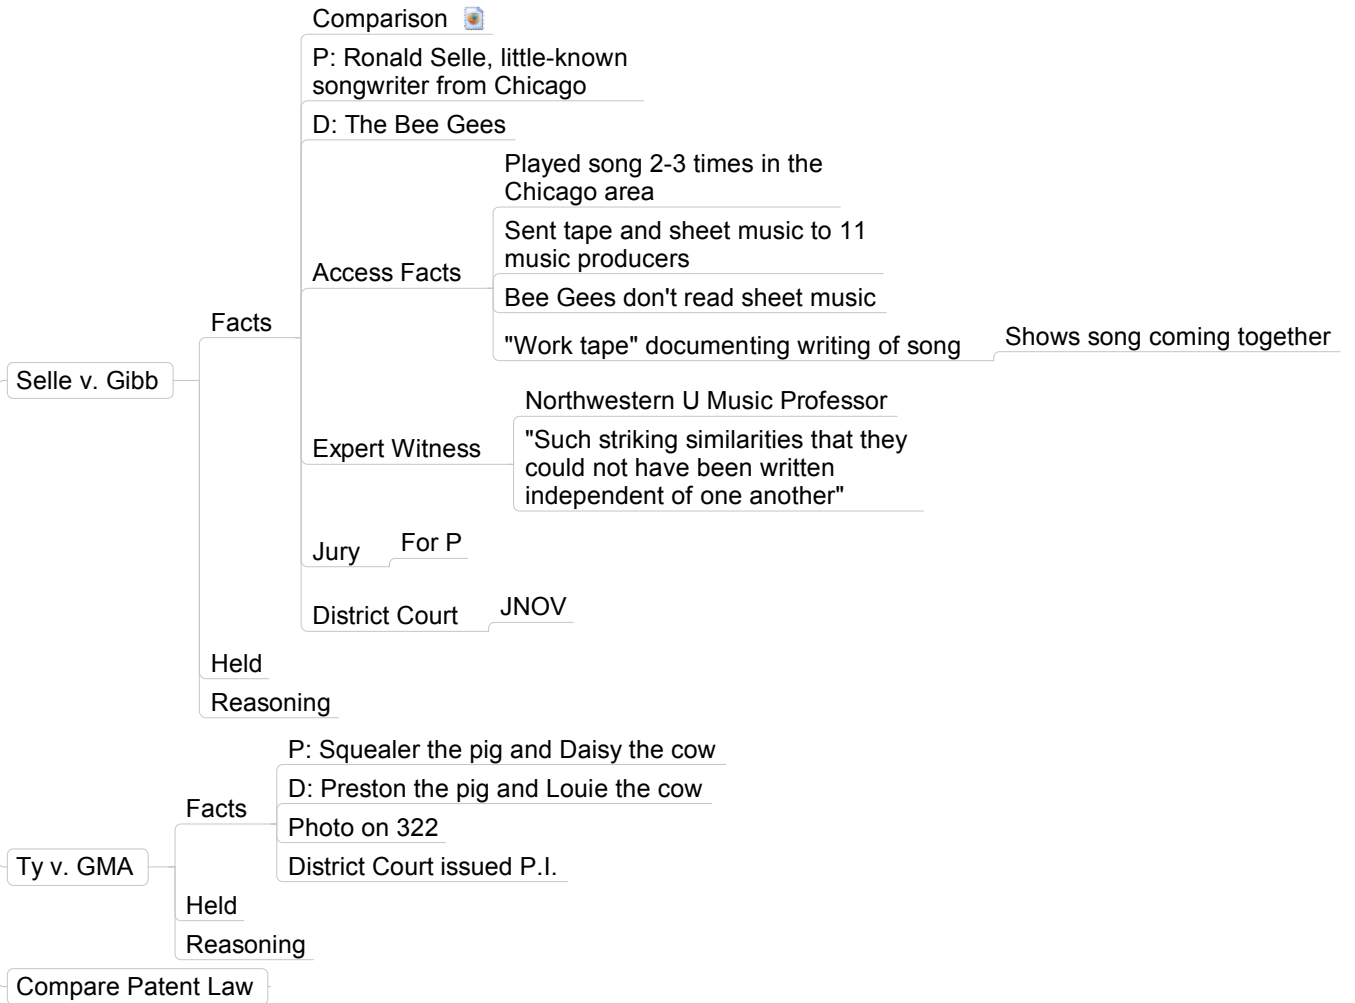 Comparison
P: Ronald Selle, little-known
songwriter from Chicago
D: The Bee Gees
Played song 2-3 times in the
Chicago area
Sent tape and sheet music to 11
music producers
Access Facts
Bee Gees don't read sheet music
Facts
"Work tape" documenting writing of song
Shows song coming together
Selle v. Gibb
Northwestern U Music Professor
Expert Witness
"Such striking similarities that they
could not have been written
independent of one another"
Jury
For P
District Court
JNOV
Held
Reasoning
P: Squealer the pig and Daisy the cow
D: Preston the pig and Louie the cow
Facts
Photo on 322
District Court issued P.I.
Ty v. GMA
Held
Reasoning
Compare Patent Law